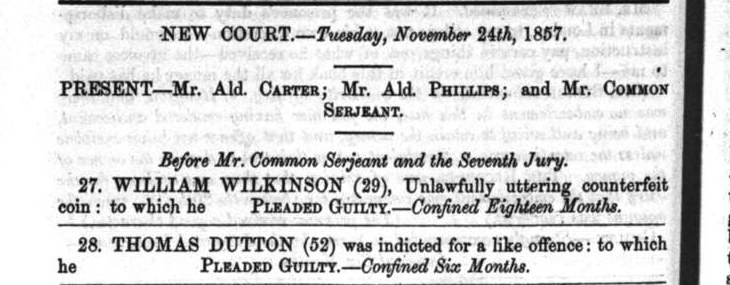 NEW COURT.—Tuesday, November 24th, 1857.
PRESENT—Mr. Ald. CARTER; Mr. Ald. PHILLIPS; and Mr. COMMON
SERJEANT.
Before Mr. Common Serjeant and the Seventh Jury.
27. WILLIAM WILKINSON (29), Unlawfully uttering counterfeit
coin: to which he PLEADED GUILTY.—Confined Eighteen Months.
28. THOMAS DUTTON (52) was indicted for a like offence: to which
he PLEADED GUILTY.—Confined Six Months.